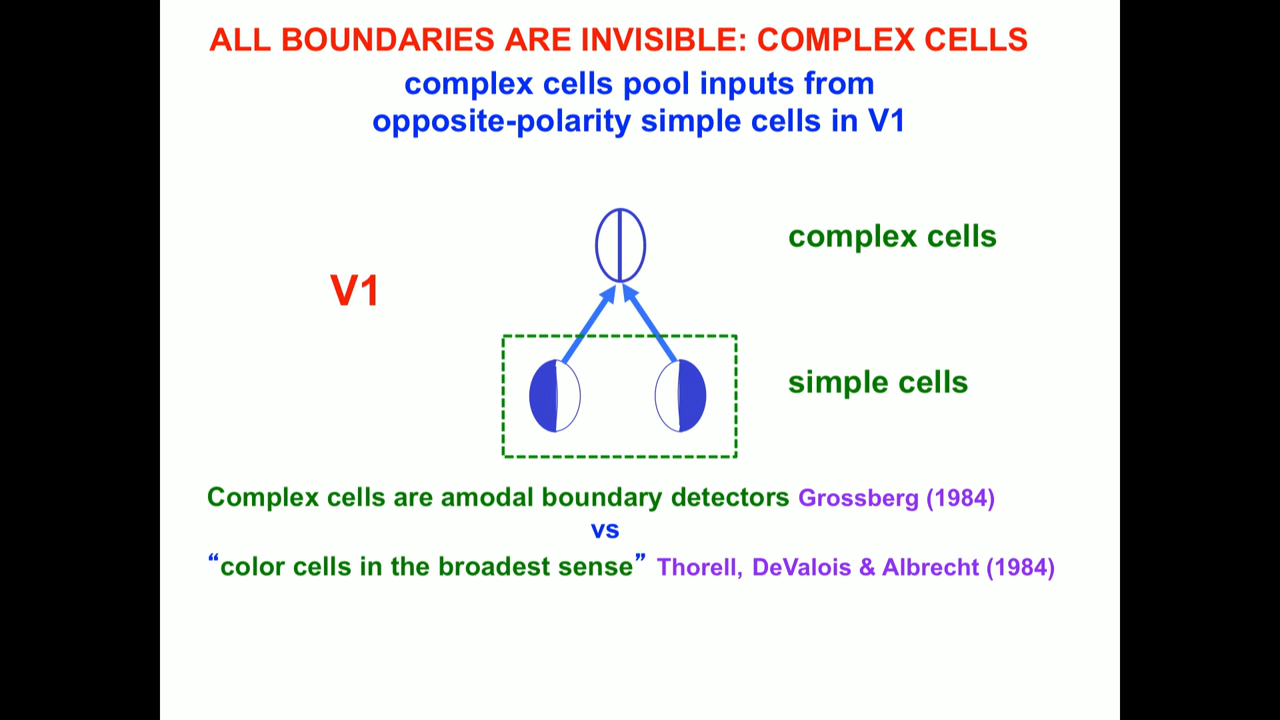 ALL BOUNDARIES ARE INVISIBLE: COMPLEX CELLS
complex cells pool inputs from
opposite-polarity simple cells in V1
complex cells
V1
simple cells
Complex cells are amodal boundary detectors Grossberg (1984)
vs
“color cells in the broadest sense” Thorell, DeValois & Albrecht (1984)